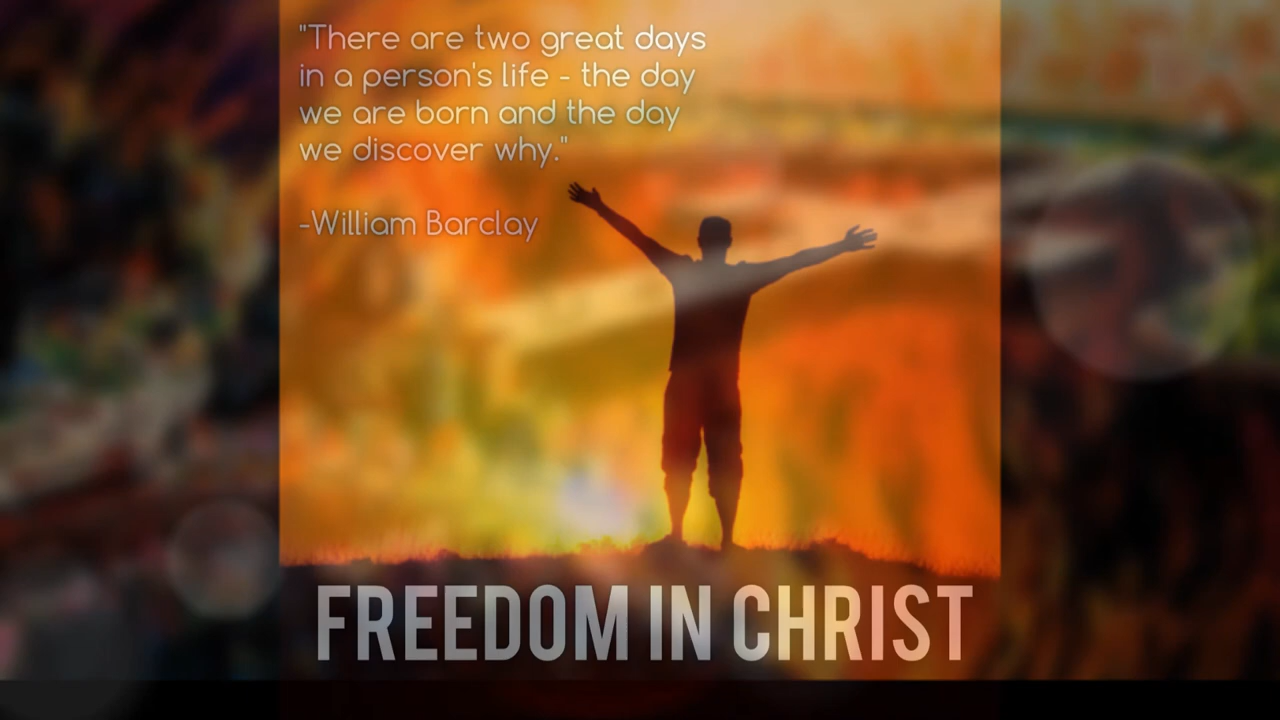 "There are two great days
in a person's life - the day
we are born and the day
we discover why."
-William Barclay
FREEDOM IN CHRIST